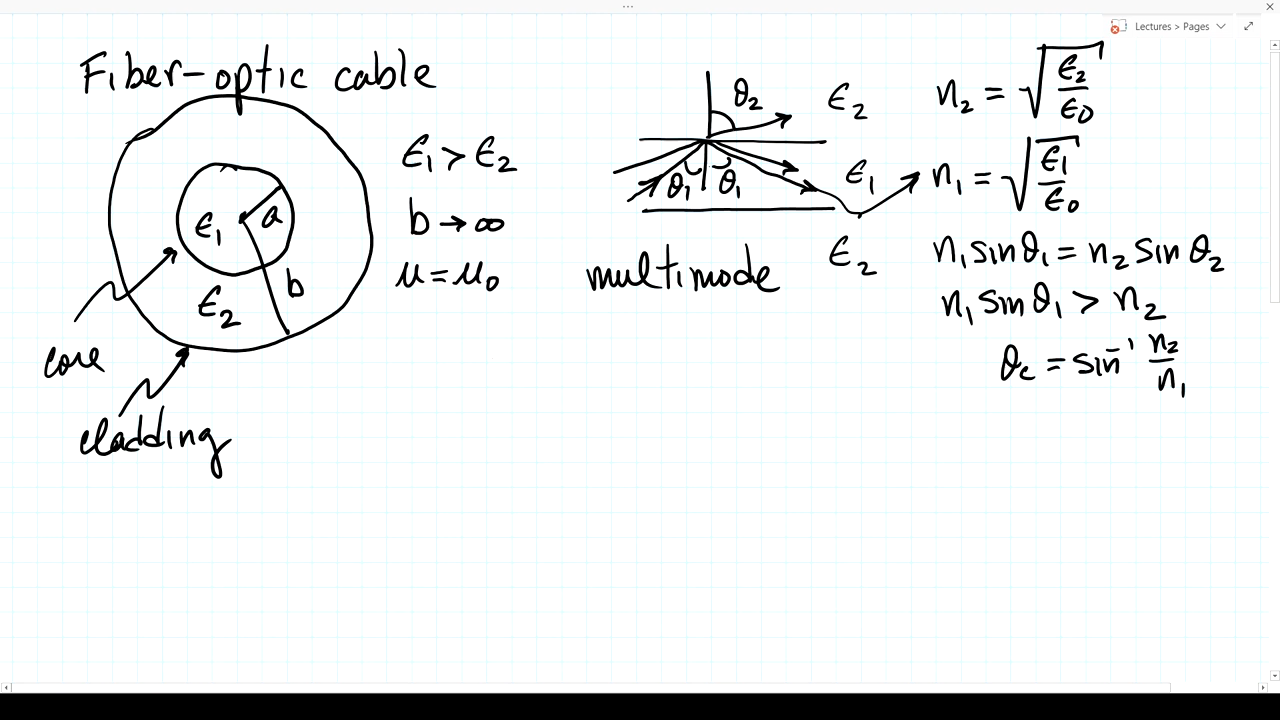 Lectures > Pages
Fiber-optic cable
ϵ₁ > ϵ₂
b → ∞
μ = μ₀
ϵ₁
a
b
ϵ₂
core
cladding
θ₂
ϵ₂
θ₁ θ₁
ϵ₁
ϵ₂
multimode
n₂ = √(ϵ₂/ϵ₀)
n₁ = √(ϵ₁/ϵ₀)
n₁ sin θ₁ = n₂ sin θ₂
n₁ sin θ₁ > n₂
θc = sin⁻¹ n₂/n₁